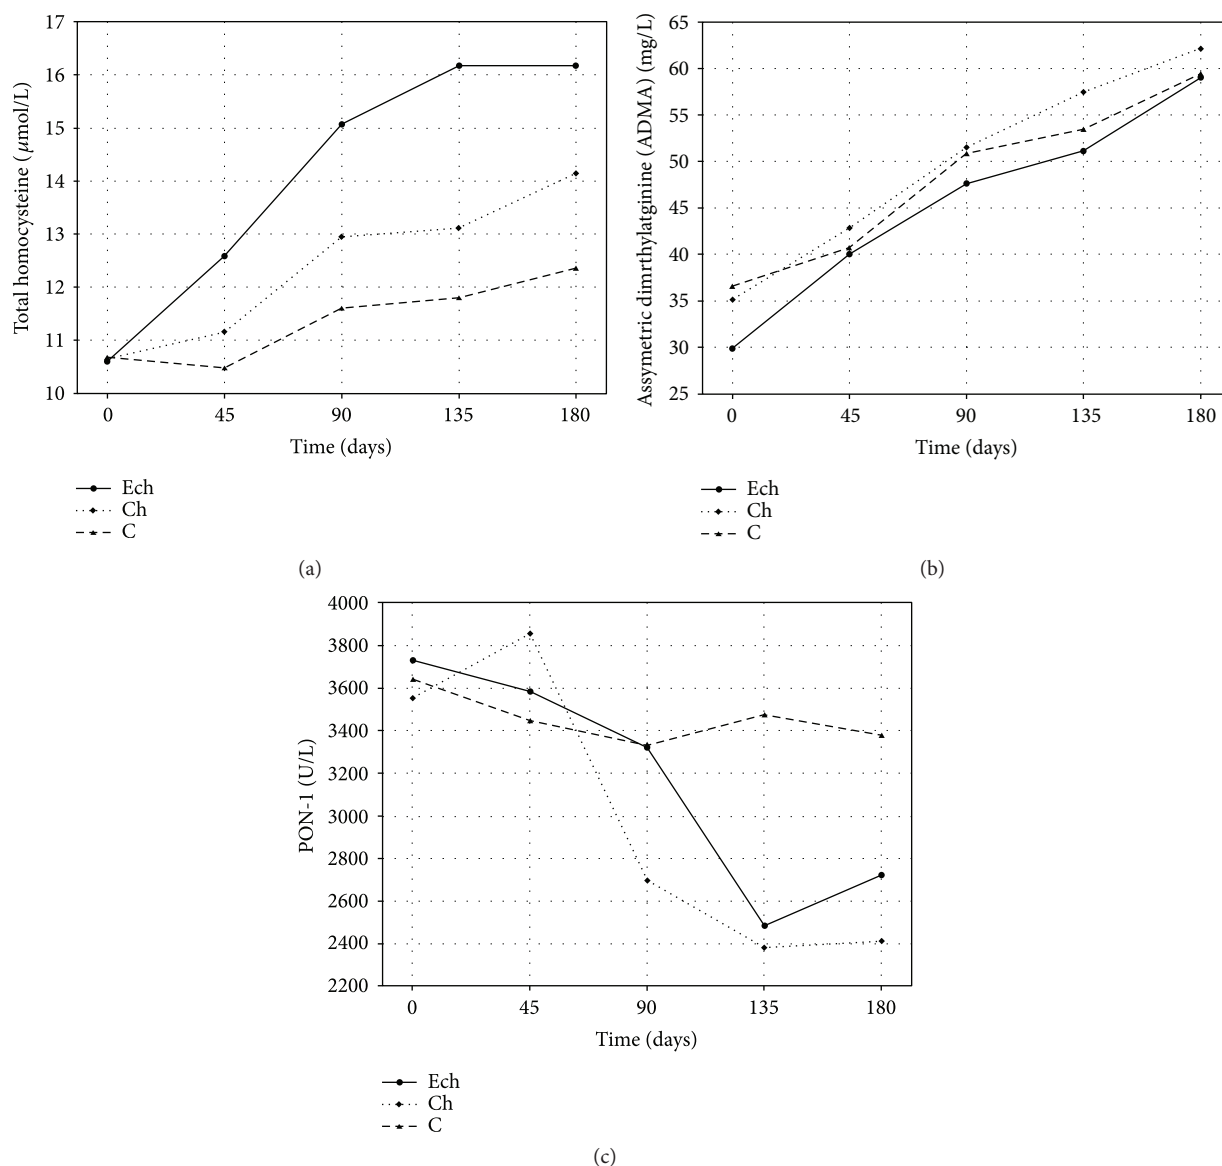 17
16
15
14
13
12
11
10
Total homocysteine (μmol/L)
0 45 90 135 180
Time (days)
Ech
Ch
C
(a)
65
60
55
50
45
40
35
30
25
Assymetric dimrthylatginine (ADMA) (mg/L)
0 45 90 135 180
Time (days)
Ech
Ch
C
(b)
4000
3800
3600
3400
3200
3000
2800
2600
2400
2200
PON-1 (U/L)
0 45 90 135 180
Time (days)
Ech
Ch
C
(c)